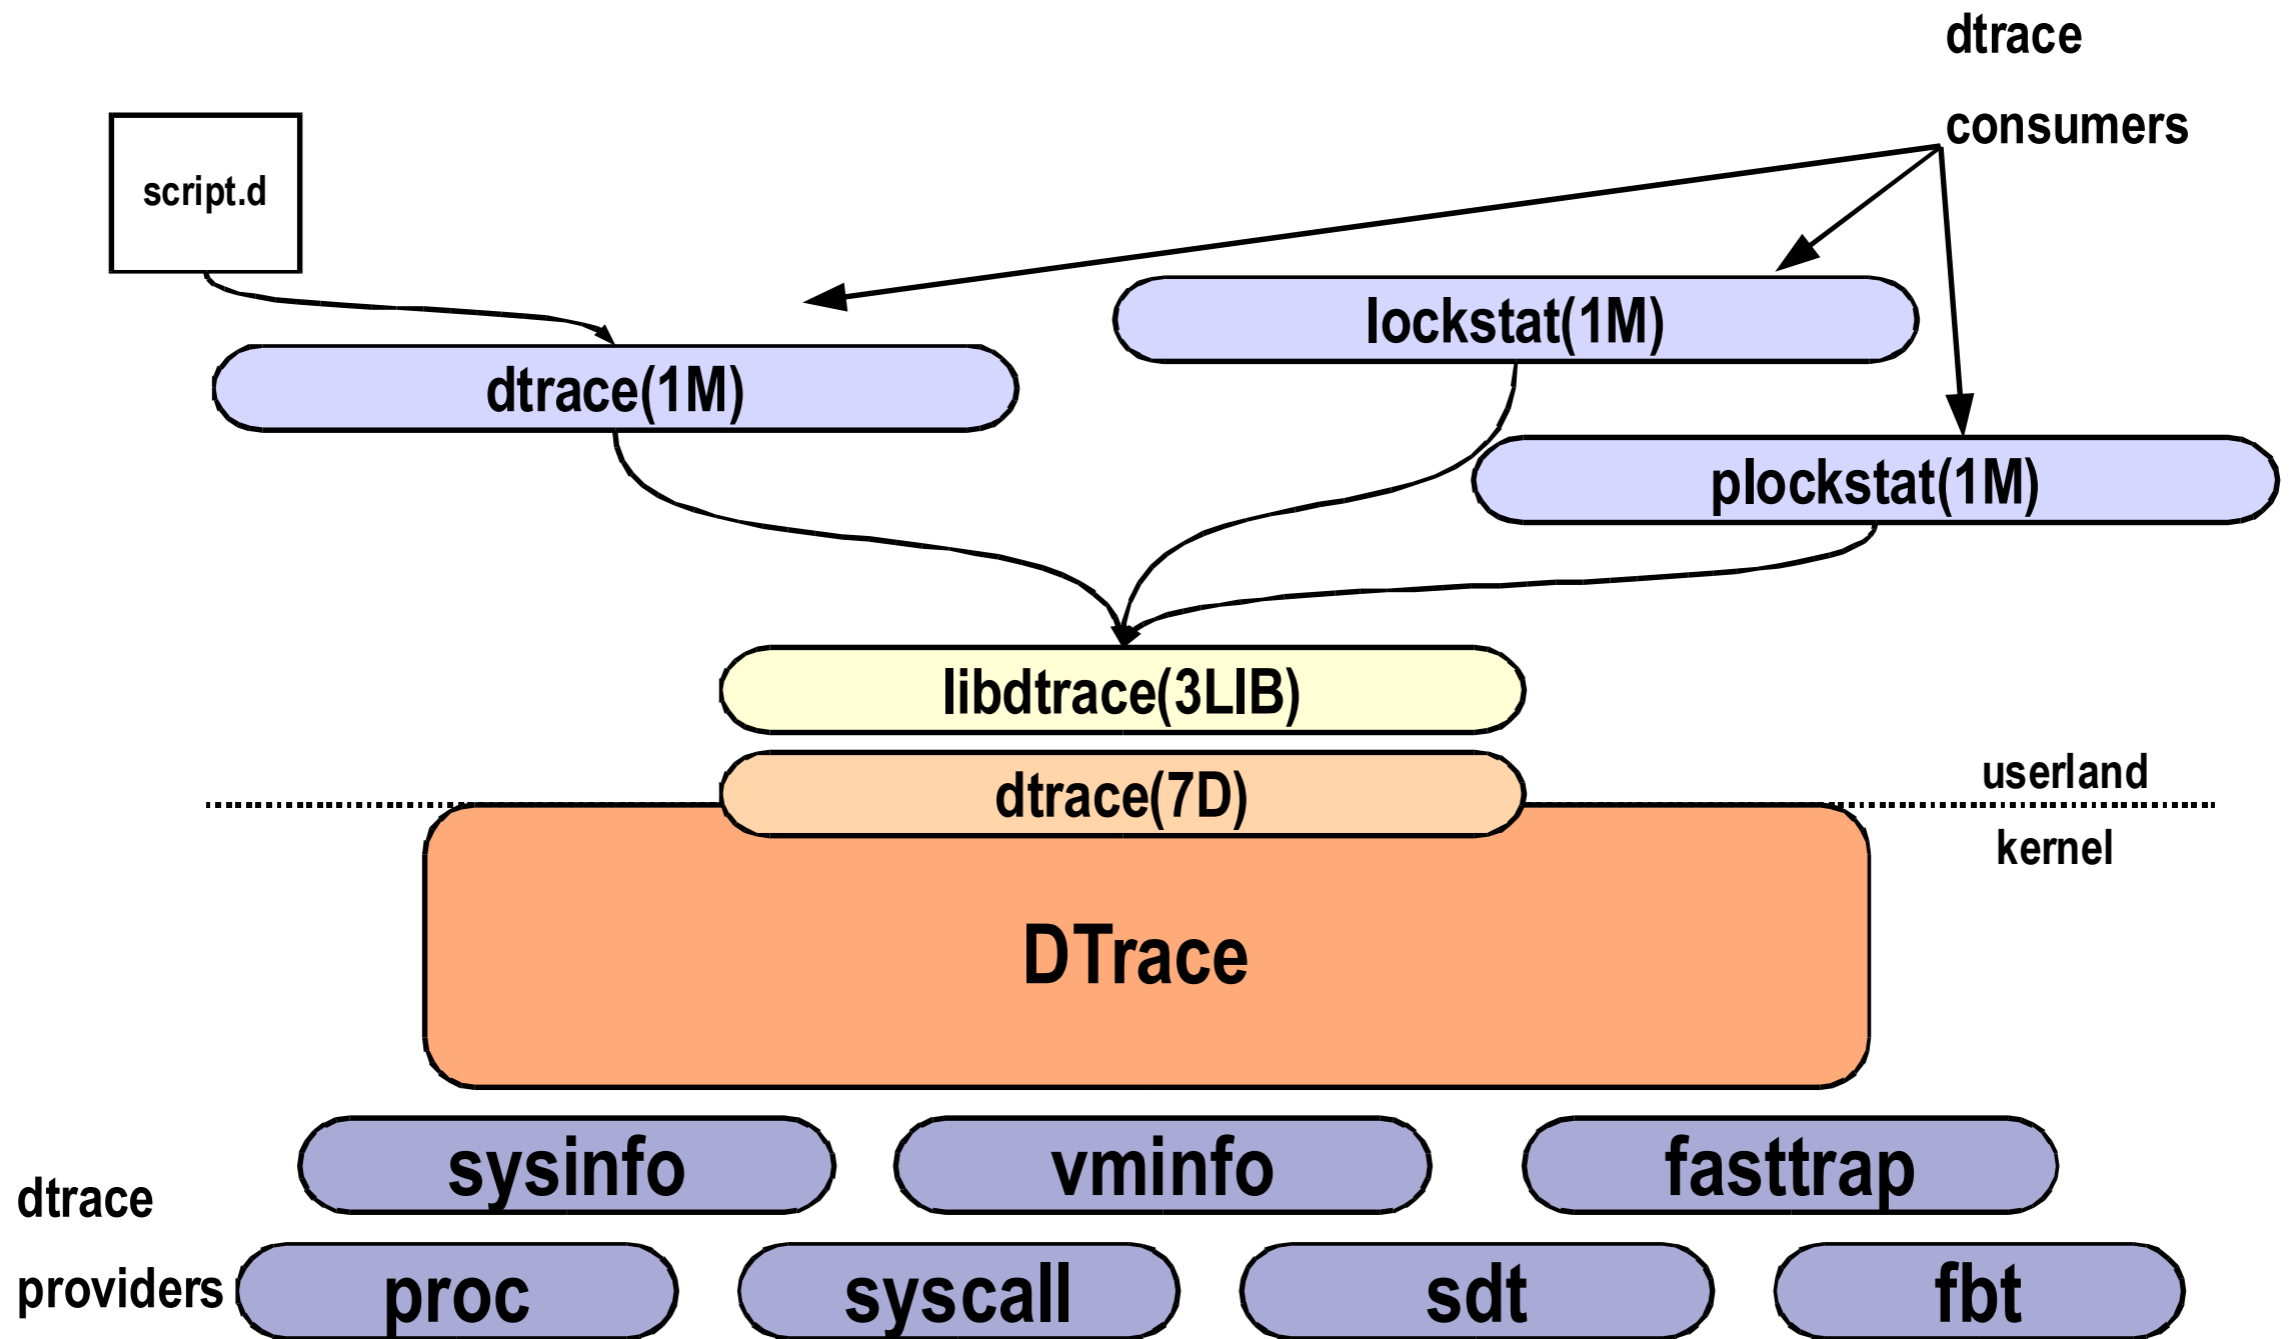 dtrace
consumers
script.d
lockstat(1M)
dtrace(1M)
plockstat(1M)
libdtrace(3LIB)
userland
dtrace(7D)
kernel
DTrace
sysinfo vminfo fasttrap
dtrace
providers
proc syscall sdt fbt